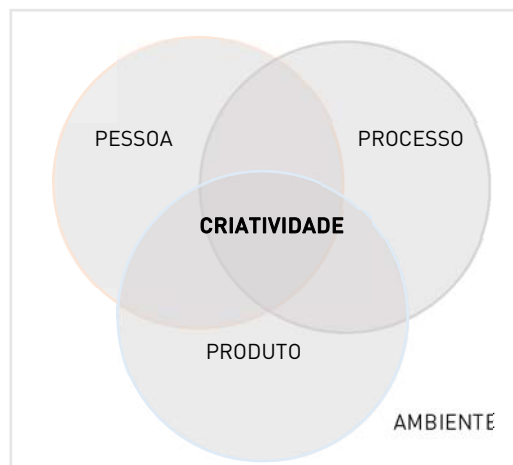 PESSOA
PROCESSO
CRIATIVIDADE
PRODUTO
AMBIENTE